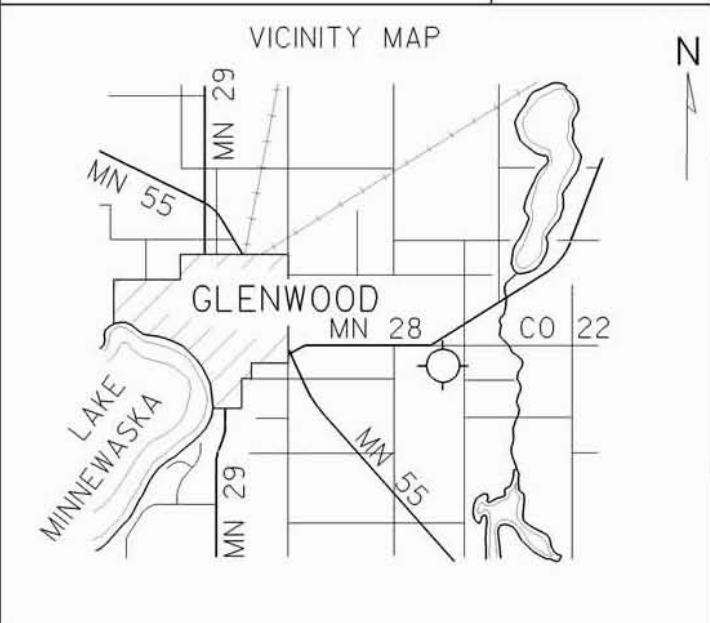 VICINITY MAP
N
MN 29
MN 55
GLENWOOD
MN 28
CO 22
LAKE
MINNEWASKA
MN 55
MN 29